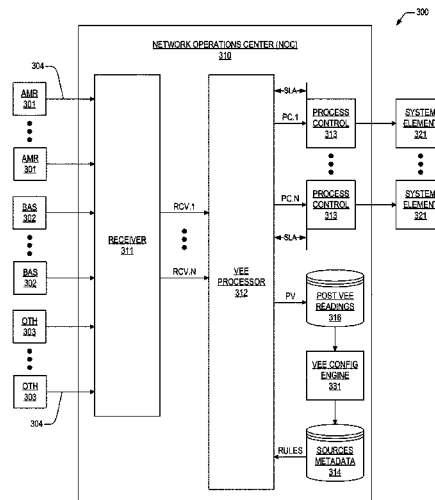 300
NETWORK OPERATIONS CENTER (NOC)
310
304
AMR
301
AMR
301
BAS
302
BAS
302
OTH
303
OTH
303
304
RECEIVER
311
RCV.1
RCV.N
VEE
PROCESSOR
312
SLA
PC.1
PC.N
SLA
PROCESS
CONTROL
313
PROCESS
CONTROL
313
SYSTEM
ELEMENT
321
SYSTEM
ELEMENT
321
PV
POST VEE
READINGS
316
VEE CONFIG
ENGINE
331
RULES
SOURCES
METADATA
314